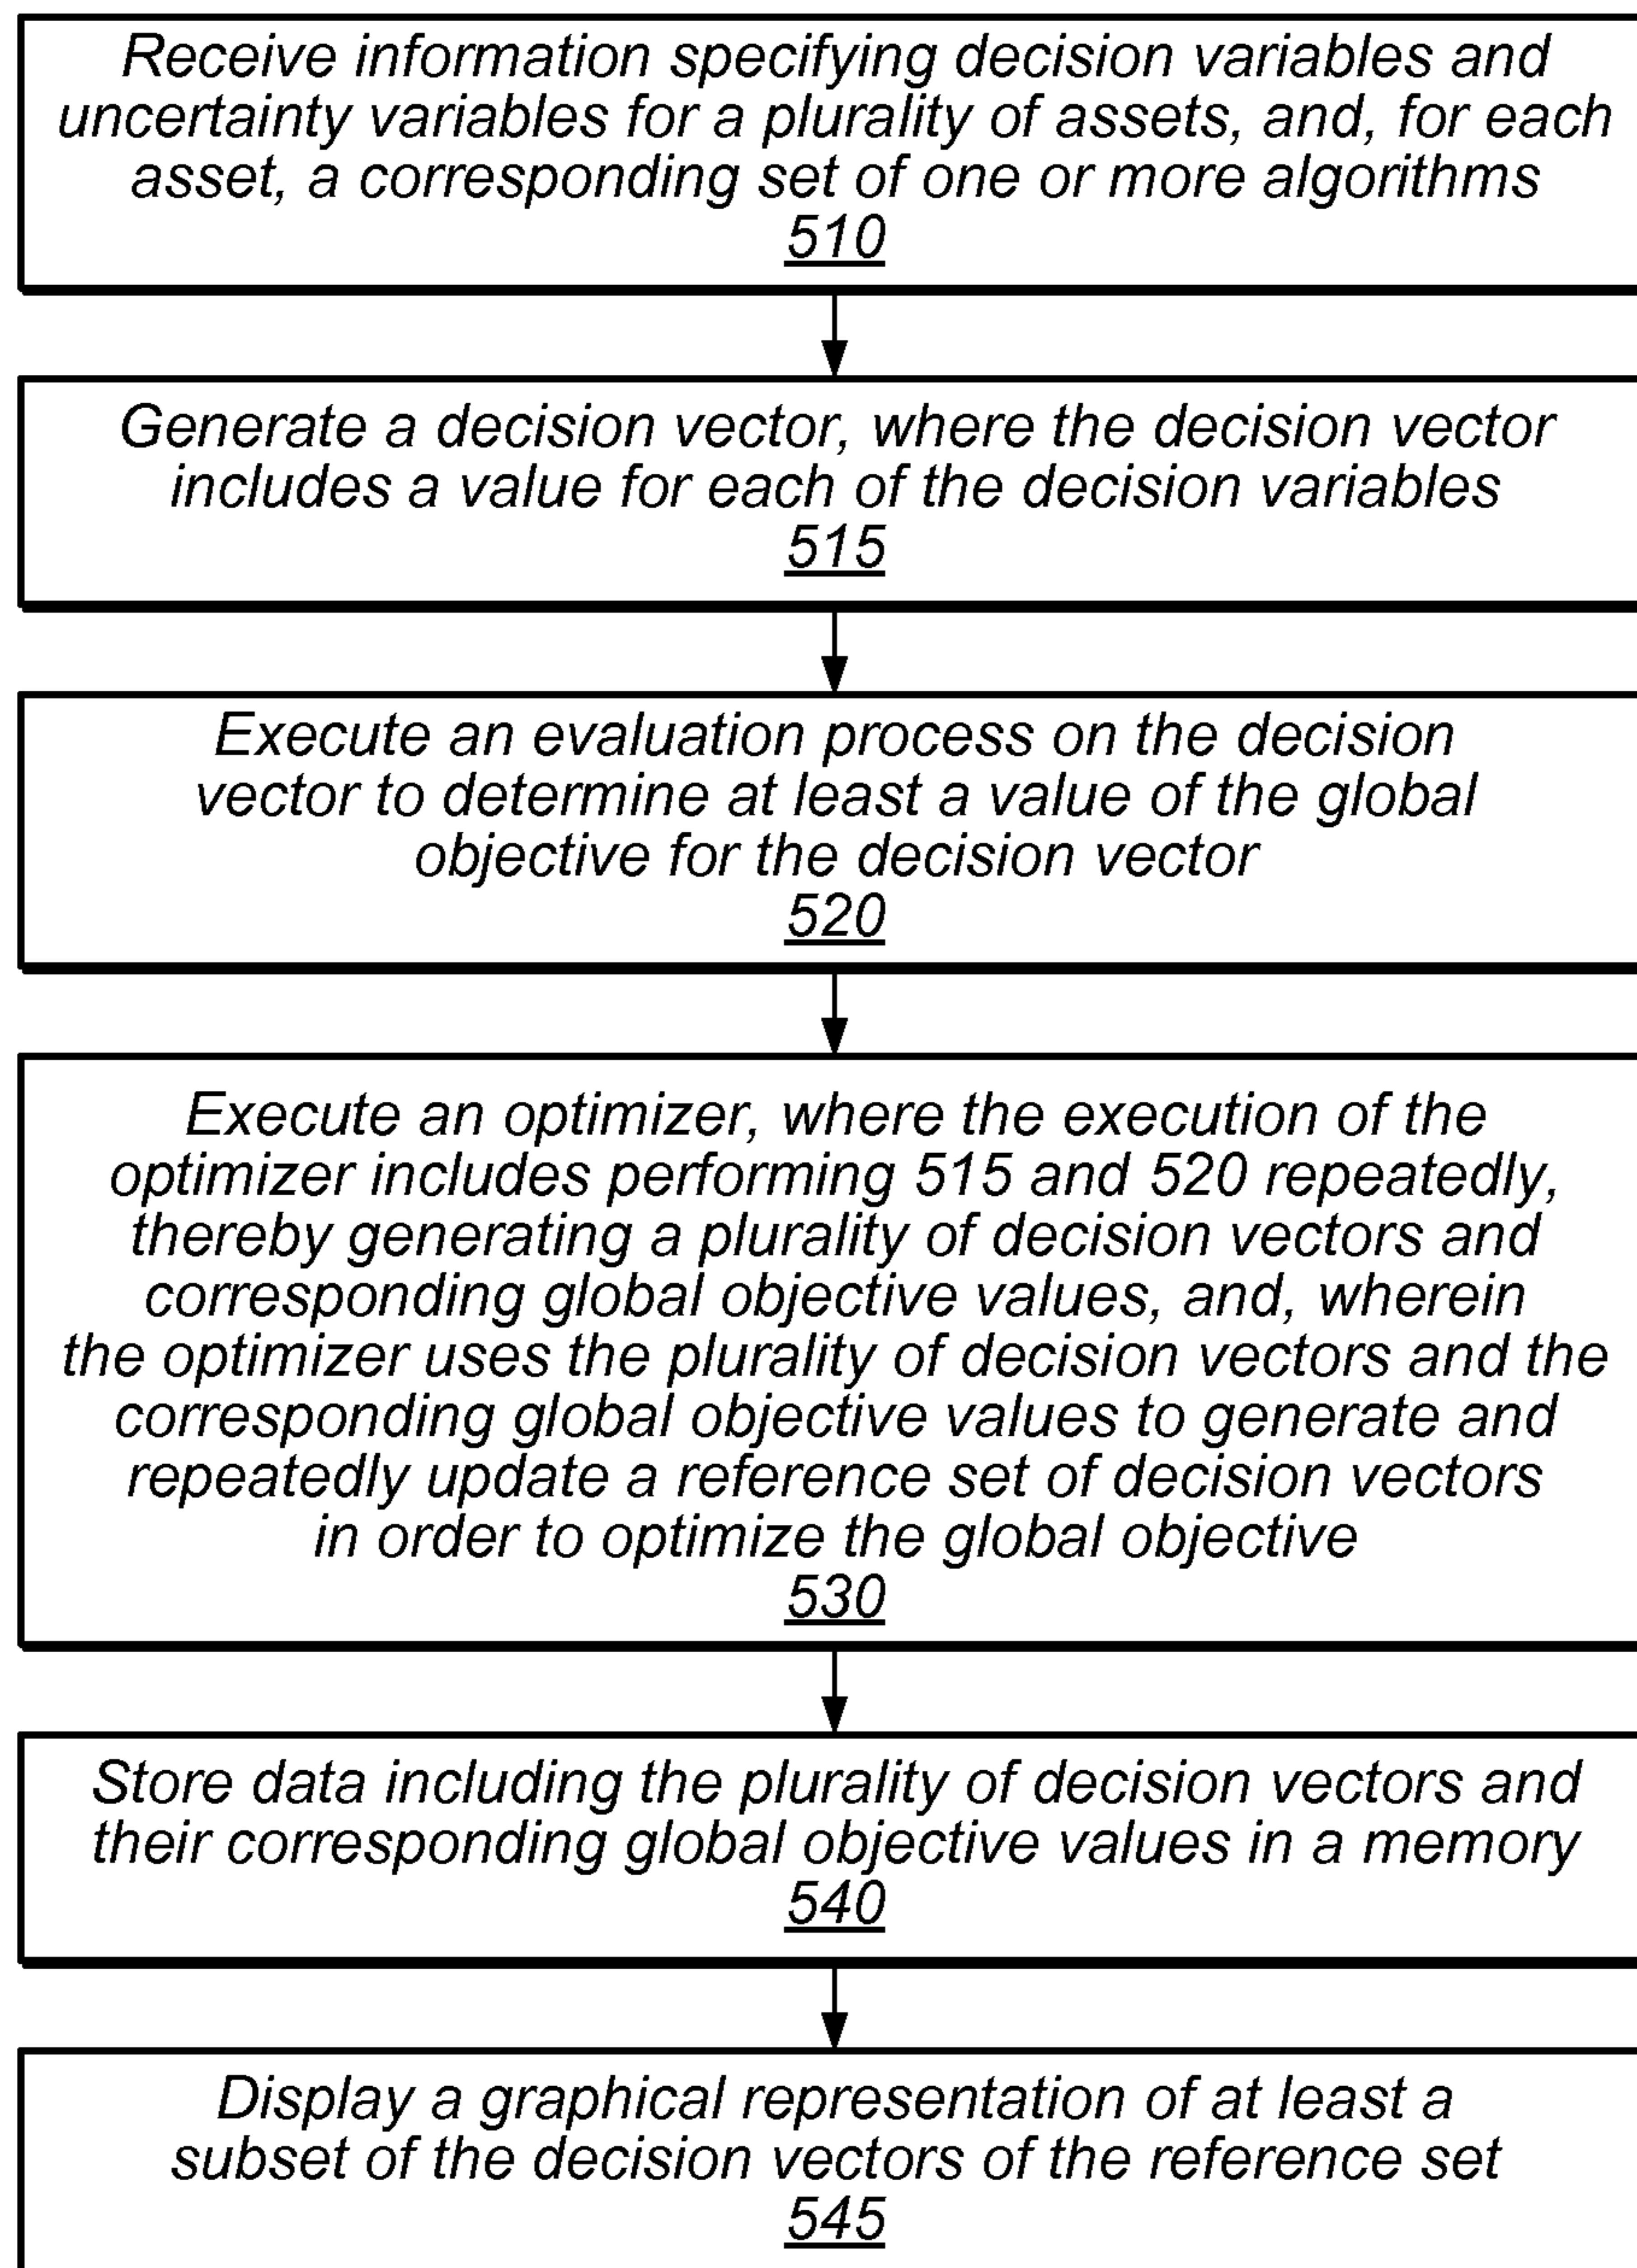 Receive information specifying decision variables and
uncertainty variables for a plurality of assets, and, for each
asset, a corresponding set of one or more algorithms
510
Generate a decision vector, where the decision vector
includes a value for each of the decision variables
515
Execute an evaluation process on the decision
vector to determine at least a value of the global
objective for the decision vector
520
Execute an optimizer, where the execution of the
optimizer includes performing 515 and 520 repeatedly,
thereby generating a plurality of decision vectors and
corresponding global objective values, and, wherein
the optimizer uses the plurality of decision vectors and the
corresponding global objective values to generate and
repeatedly update a reference set of decision vectors
in order to optimize the global objective
530
Store data including the plurality of decision vectors and
their corresponding global objective values in a memory
540
Display a graphical representation of at least a
subset of the decision vectors of the reference set
545